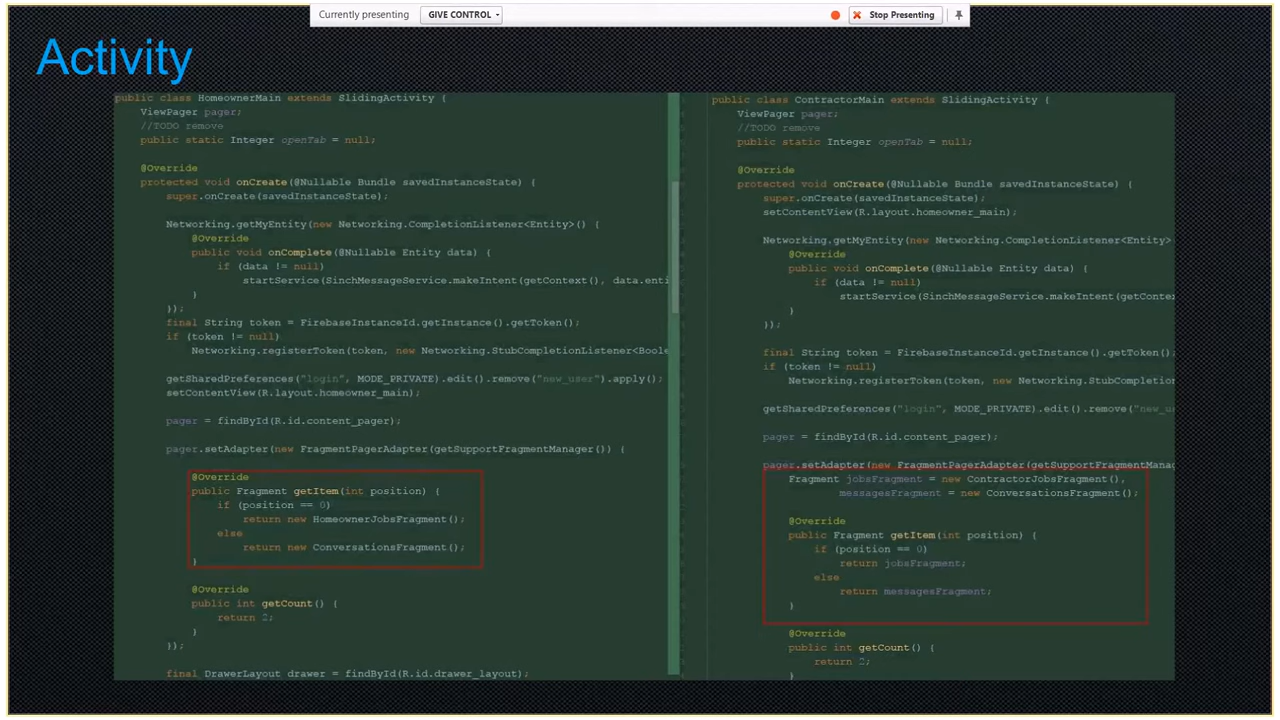 Currently presenting
GIVE CONTROL
Stop Presenting
Activity
public class HomeownerMain extends SlidingActivity {
ViewPager pager;
//TODO remove
public static Integer openTab = null;
@Override
protected void onCreate(@Nullable Bundle savedInstanceState) {
super.onCreate(savedInstanceState);
Networking.getMyEntity(new Networking.CompletionListener<Entity>() {
@Override
public void onComplete(@Nullable Entity data) {
if (data != null)
startService(SinchMessageService.makeIntent(getContext(), data.enti
}
});
final String token = FirebaseInstanceId.getInstance().getToken();
if (token != null)
Networking.registerToken(token, new Networking.StubCompletionListener<Boole
getSharedPreferences("login", MODE_PRIVATE).edit().remove("new_user").apply();
setContentView(R.layout.homeowner_main);
pager = findById(R.id.content_pager);
pager.setAdapter(new FragmentPagerAdapter(getSupportFragmentManager()) {
@Override
public Fragment getItem(int position) {
if (position == 0)
return new HomeownerJobsFragment();
else
return new ConversationsFragment();
}
@Override
public int getCount() {
return 2;
}
});
final DrawerLayout drawer = findById(R.id.drawer_layout);
public class ContractorMain extends SlidingActivity {
ViewPager pager;
//TODO remove
public static Integer openTab = null;
@Override
protected void onCreate(@Nullable Bundle savedInstanceState) {
super.onCreate(savedInstanceState);
setContentView(R.layout.homeowner_main);
Networking.getMyEntity(new Networking.CompletionListener<Entity>
@Override
public void onComplete(@Nullable Entity data) {
if (data != null)
startService(SinchMessageService.makeIntent(getContex
}
});
final String token = FirebaseInstanceId.getInstance().getToken();
if (token != null)
Networking.registerToken(token, new Networking.StubCompletion
getSharedPreferences("login", MODE_PRIVATE).edit().remove("new_u
pager = findById(R.id.content_pager);
pager.setAdapter(new FragmentPagerAdapter(getSupportFragmentManag
Fragment jobsFragment = new ContractorJobsFragment(),
messagesFragment = new ConversationsFragment();
@Override
public Fragment getItem(int position) {
if (position == 0)
return jobsFragment;
else
return messagesFragment;
}
@Override
public int getCount() {
return 2;
}